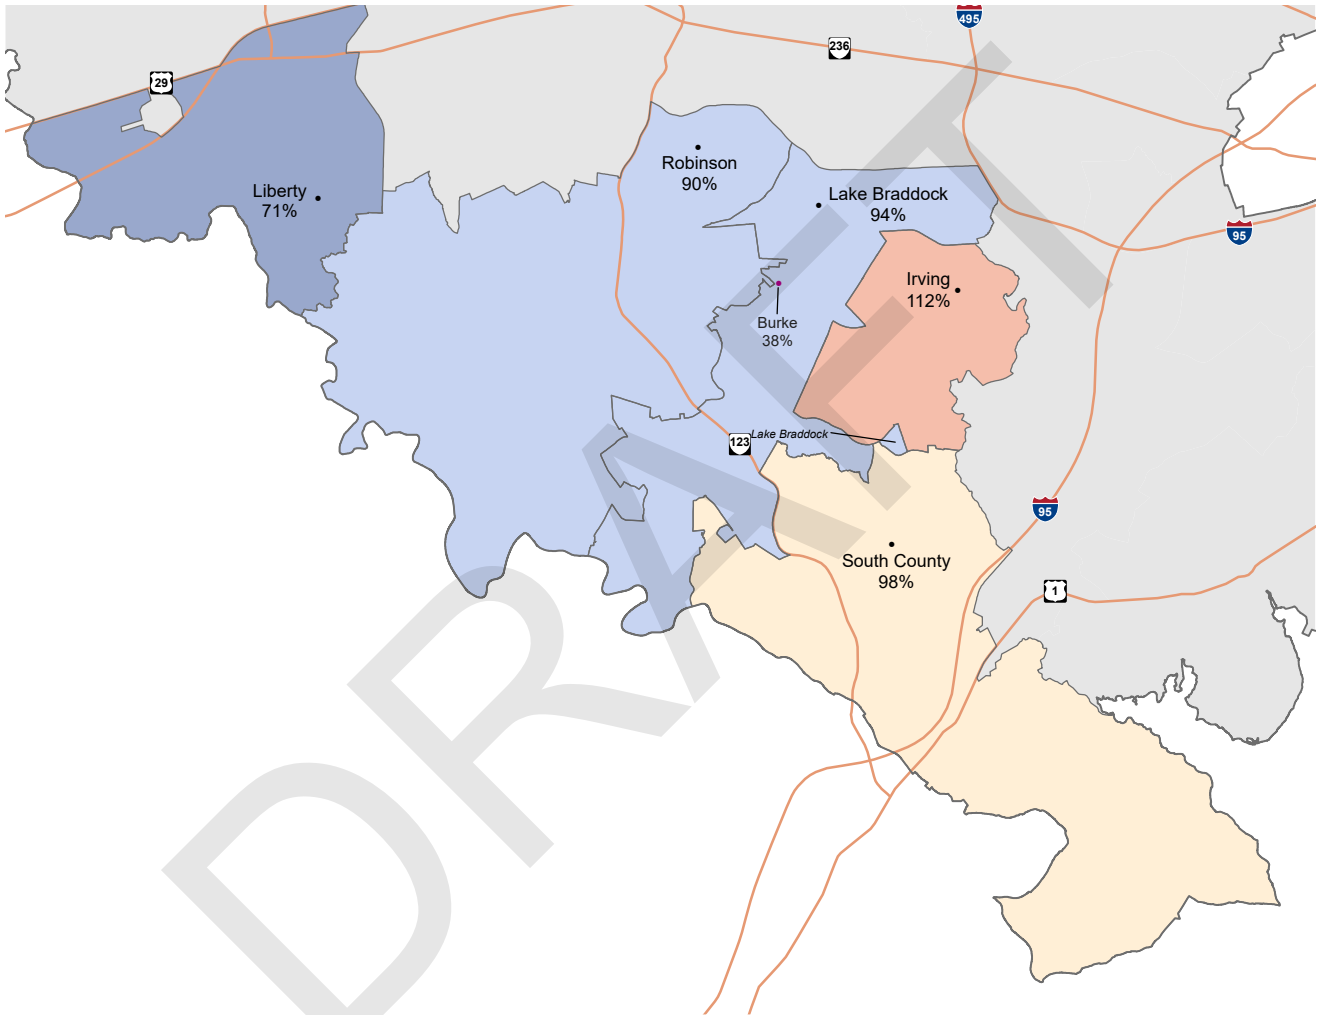 495
236
29
Robinson
90%
Liberty
71%
Lake Braddock
94%
95
Irving
112%
Burke
38%
123
Lake Braddock
95
South County
98%
1
DRAFT